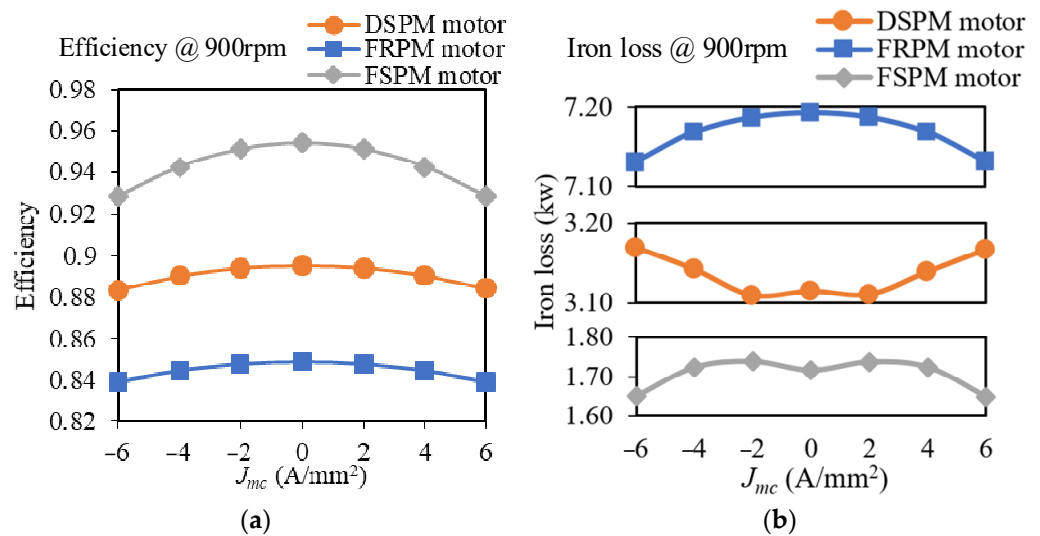 DSPM motor
Efficiency @ 900rpm
FRPM motor
FSPM motor
0.98
0.96
0.94
0.92
0.9
0.88
0.86
0.84
0.82
Efficiency
−6 −4 −2 0 2 4 6
Jmc (A/mm²)
(a)
DSPM motor
Iron loss @ 900rpm
FRPM motor
FSPM motor
7.20
7.10
3.20
3.10
1.80
1.70
1.60
Iron loss (kw)
−6 −4 −2 0 2 4 6
Jmc (A/mm²)
(b)